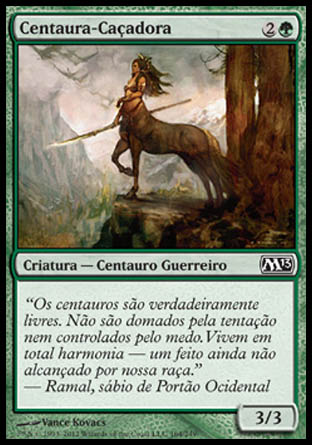 Centaura-Caçadora 2
Criatura — Centauro Guerreiro M13
“Os centauros são verdadeiramente
livres. Não são domados pela tentação
nem controlados pelo medo. Vivem em
total harmonia — um feito ainda não
alcançado por nossa raça.”
— Ramal, sábio de Portão Ocidental
Vance Kovacs
3/3